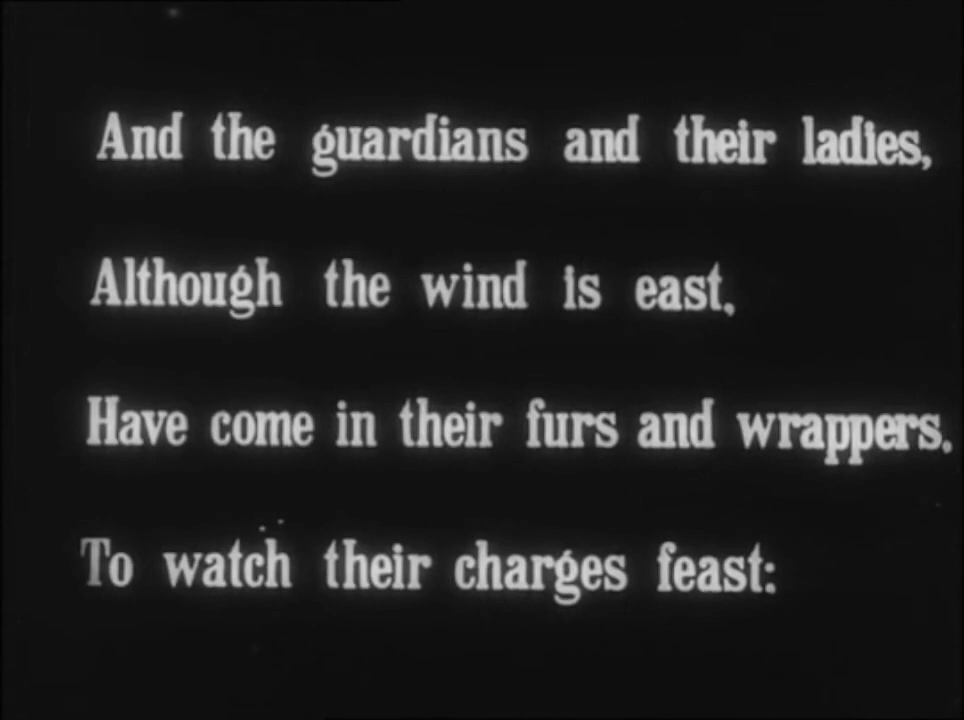 And the guardians and their ladies,
Although the wind is east,
Have come in their furs and wrappers,
To watch their charges feast: